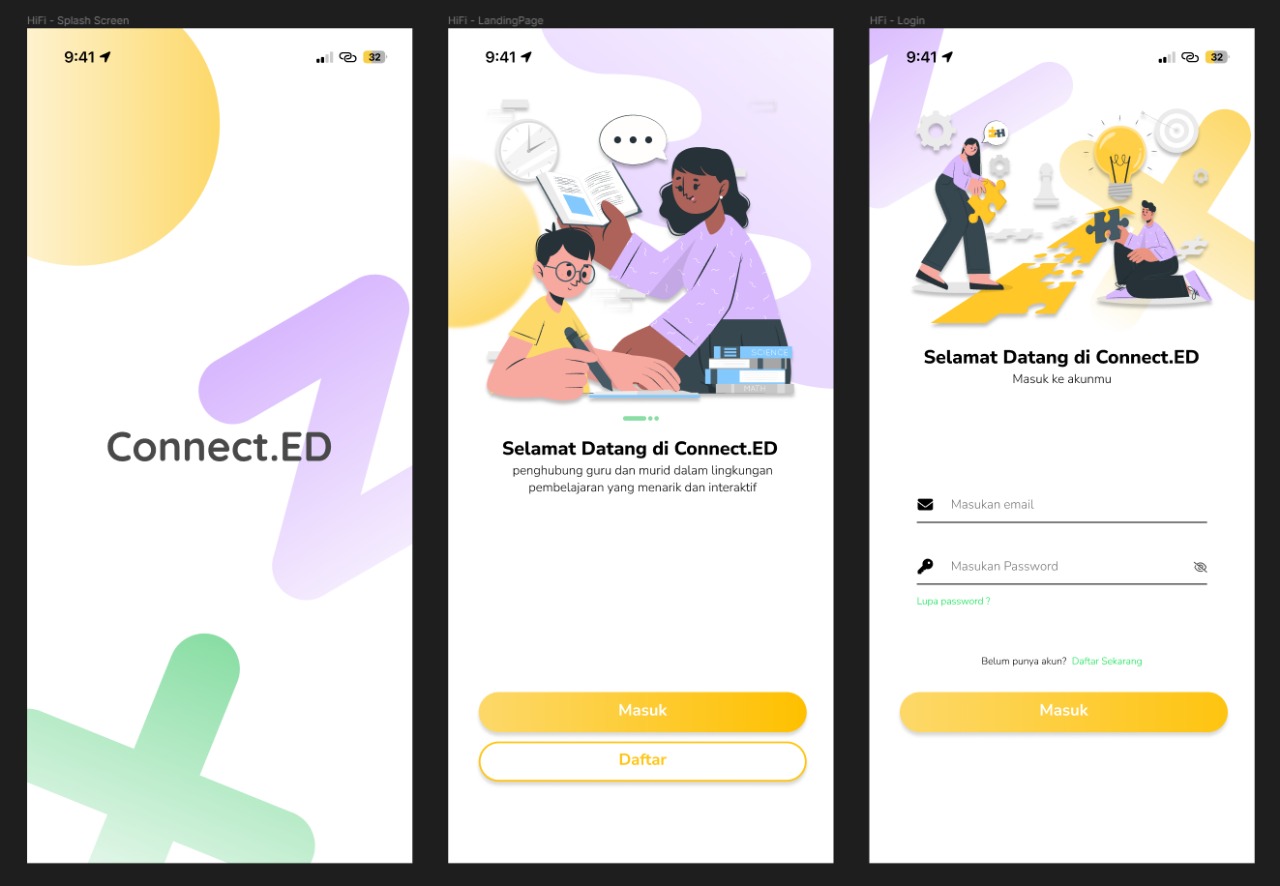 HiFi - Splash Screen
9:41
32
Connect.ED
HiFi - LandingPage
9:41
32
SCIENCE
MATH
Selamat Datang di Connect.ED
penghubung guru dan murid dalam lingkungan
pembelajaran yang menarik dan interaktif
Masuk
Daftar
HFi - Login
9:41
32
Selamat Datang di Connect.ED
Masuk ke akunmu
Masukan email
Masukan Password
Lupa password ?
Belum punya akun? Daftar Sekarang
Masuk